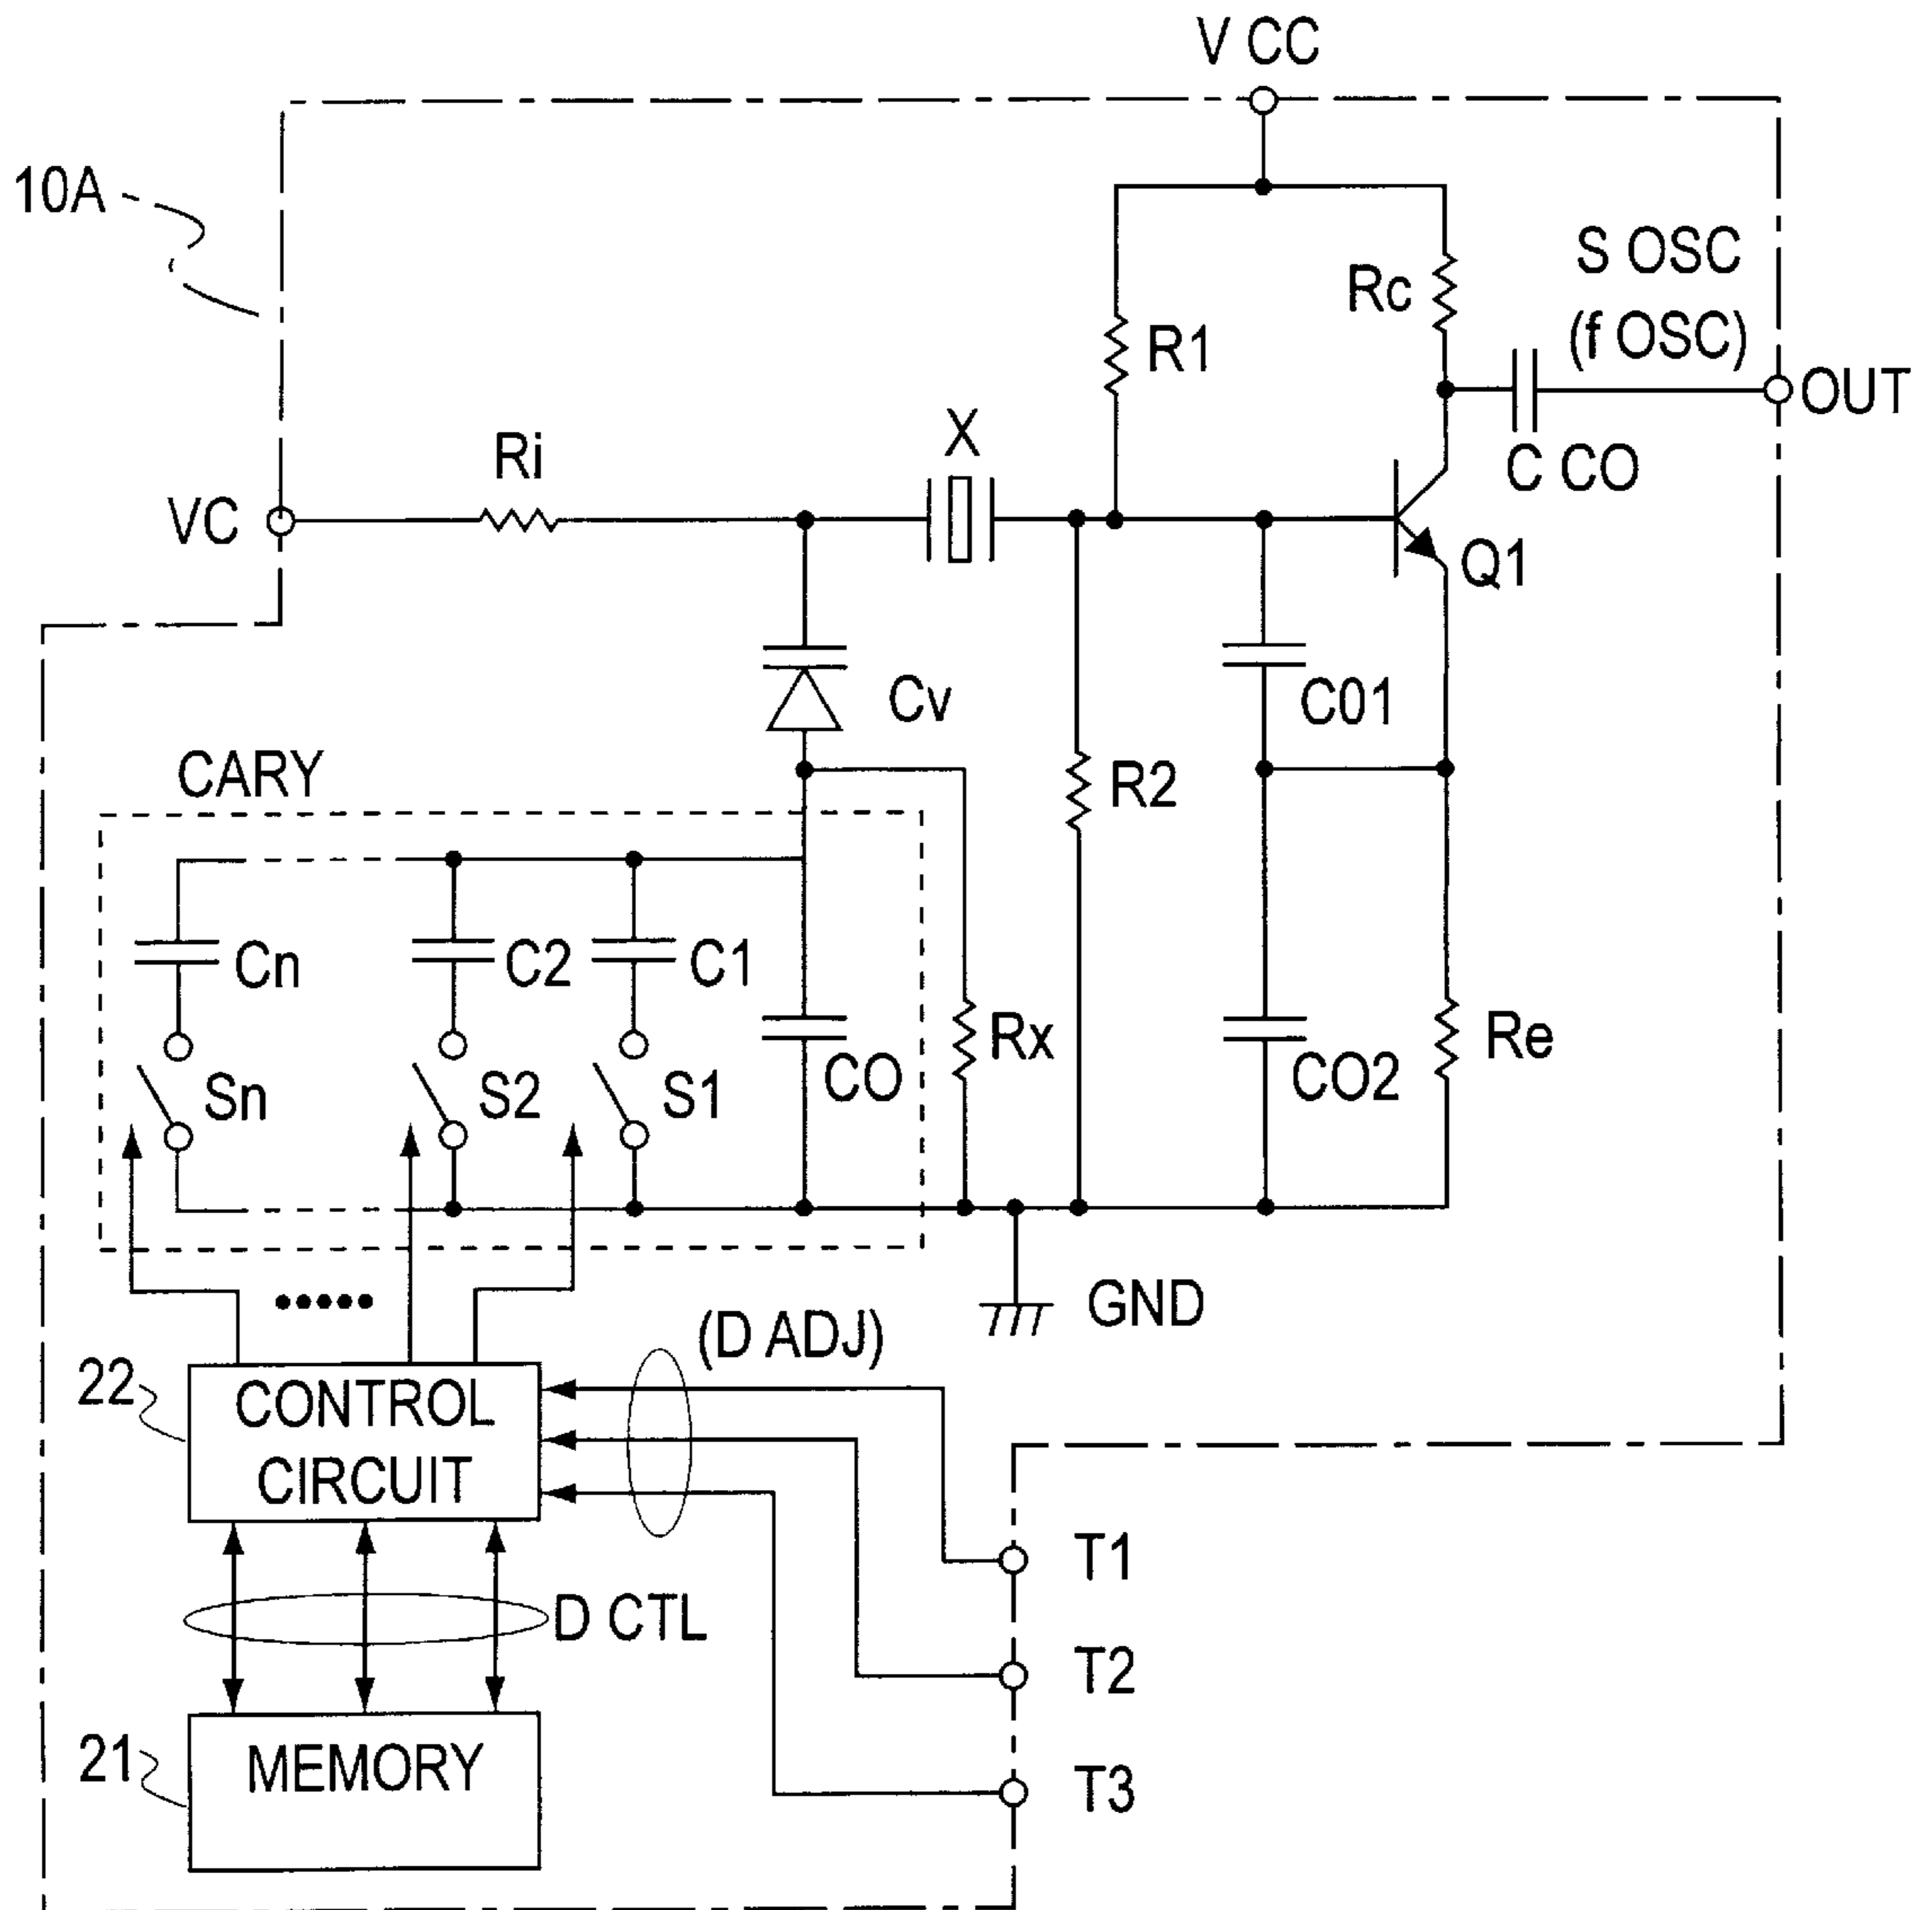 V CC
10A
S OSC
(f OSC)
Rc
R1
OUT
X
Ri
C CO
VC
Q1
Cv
C01
CARY
R2
Cn
C2
C1
Rx
Re
CO
CO2
Sn
S2
S1
GND
(D ADJ)
22
CONTROL
CIRCUIT
T1
D CTL
T2
21
MEMORY
T3